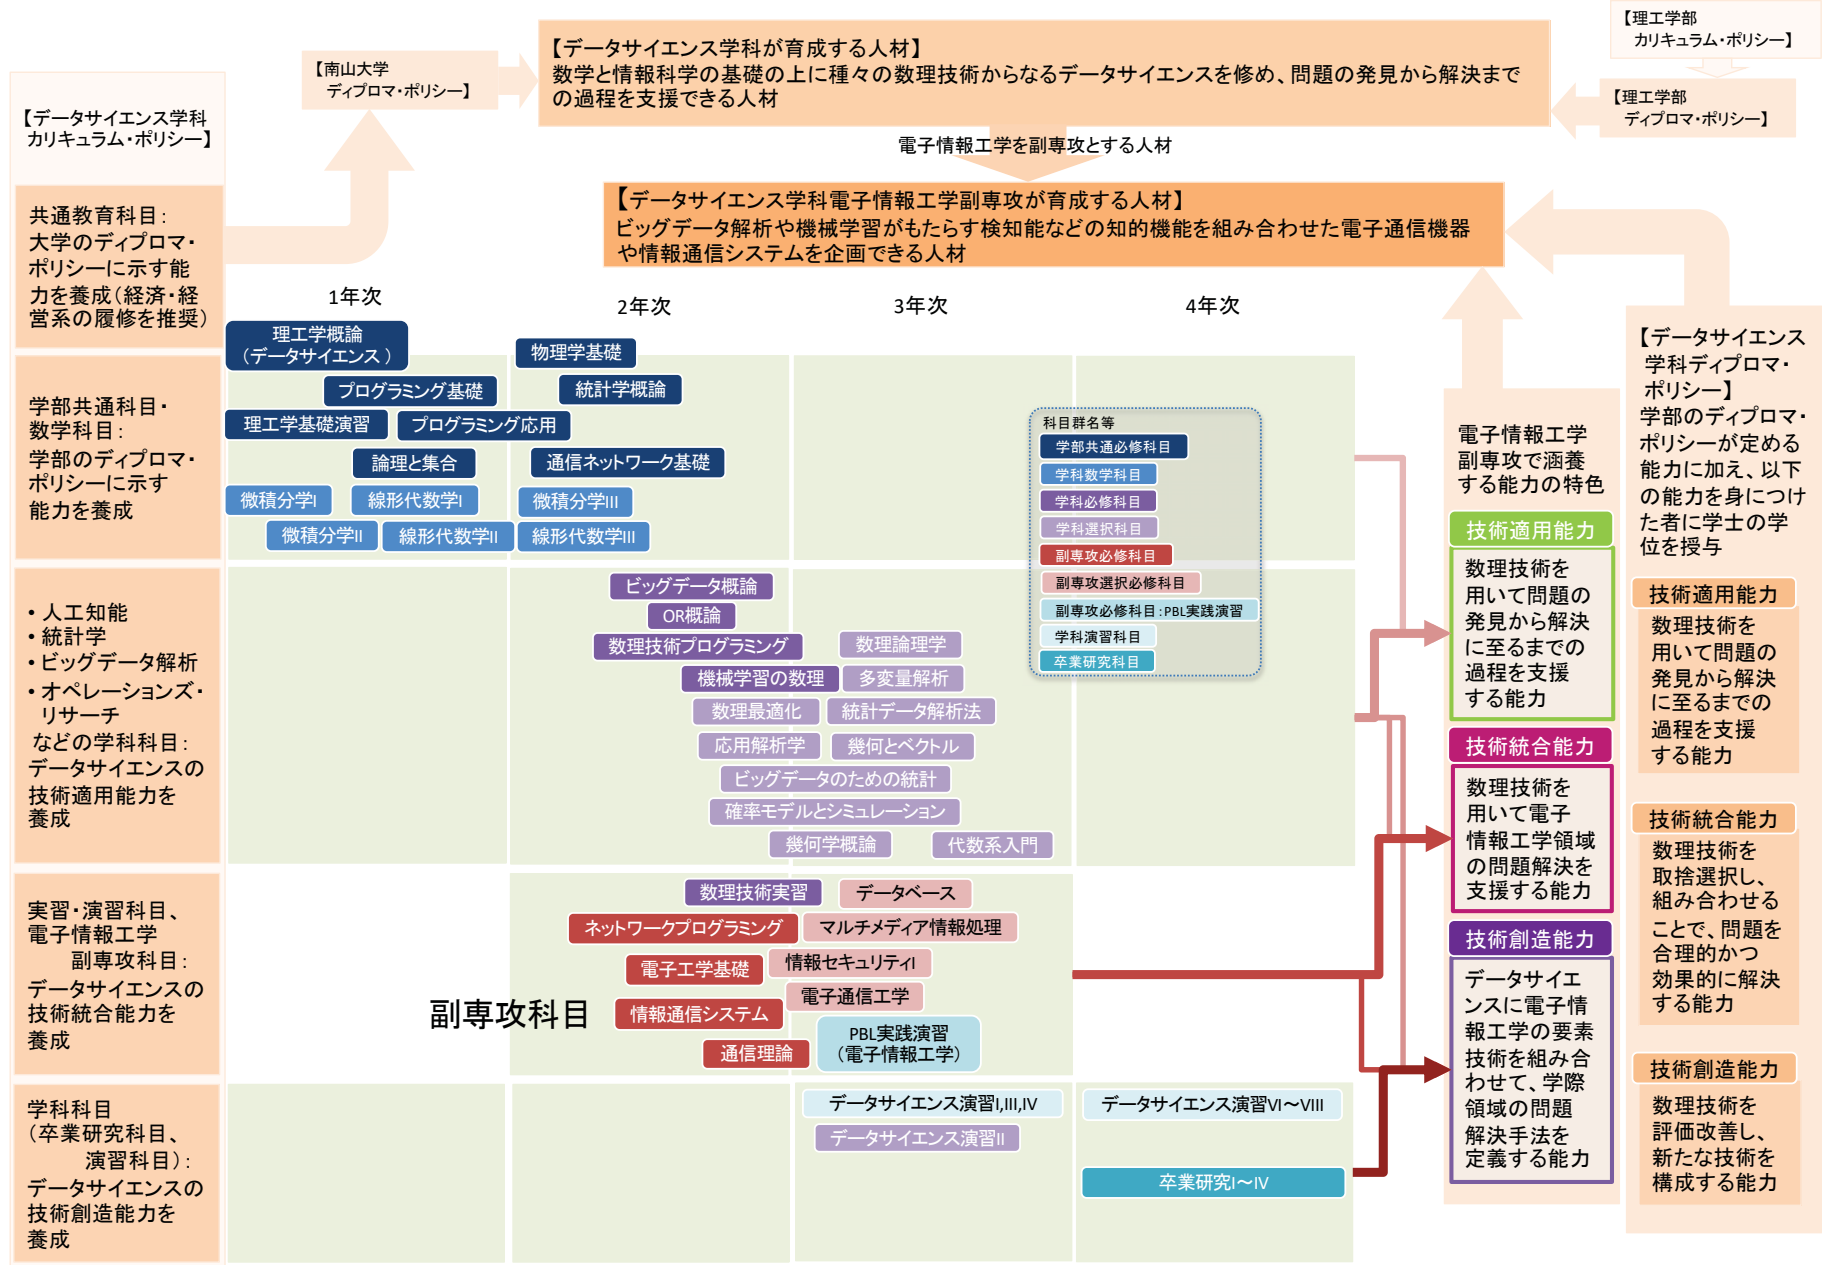 【理工学部
カリキュラム・ポリシー】
【データサイエンス学科が育成する人材】
数学と情報科学の基礎の上に種々の数理技術からなるデータサイエンスを修め、問題の発見から解決まで
の過程を支援できる人材
【南山大学
ディプロマ・ポリシー】
【理工学部
ディプロマ・ポリシー】
電子情報工学を副専攻とする人材
【データサイエンス学科電子情報工学副専攻が育成する人材】
ビッグデータ解析や機械学習がもたらす検知能などの知的機能を組み合わせた電子通信機器
や情報通信システムを企画できる人材
【データサイエンス学科
カリキュラム・ポリシー】
共通教育科目：
大学のディプロマ・
ポリシーに示す能
力を養成（経済・経
営系の履修を推奨）
学部共通科目・
数学科目：
学部のディプロマ・
ポリシーに示す
能力を養成
• 人工知能
• 統計学
• ビッグデータ解析
• オペレーションズ・
リサーチ
などの学科科目：
データサイエンスの
技術適用能力を
養成
実習・演習科目、
電子情報工学
副専攻科目：
データサイエンスの
技術統合能力を
養成
学科科目
（卒業研究科目、
演習科目）：
データサイエンスの
技術創造能力を
養成
1年次
2年次
3年次
4年次
理工学概論
（データサイエンス）
物理学基礎
プログラミング基礎
統計学概論
理工学基礎演習
プログラミング応用
論理と集合
通信ネットワーク基礎
微積分学I
線形代数学I
微積分学III
微積分学II
線形代数学II
線形代数学III
科目群名等
学部共通必修科目
学科数学科目
学科必修科目
学科選択科目
副専攻必修科目
副専攻選択必修科目
副専攻必修科目：PBL実践演習
学科演習科目
卒業研究科目
ビッグデータ概論
OR概論
数理技術プログラミング
数理論理学
機械学習の数理
多変量解析
数理最適化
統計データ解析法
応用解析学
幾何とベクトル
ビッグデータのための統計
確率モデルとシミュレーション
幾何学概論
代数系入門
副専攻科目
数理技術実習
データベース
ネットワークプログラミング
マルチメディア情報処理
電子工学基礎
情報セキュリティI
電子通信工学
情報通信システム
通信理論
PBL実践演習
（電子情報工学）
データサイエンス演習I,III,IV
データサイエンス演習VI～VIII
データサイエンス演習II
卒業研究I～IV
電子情報工学
副専攻で涵養
する能力の特色
技術適用能力
数理技術を
用いて問題の
発見から解決
に至るまでの
過程を支援
する能力
技術統合能力
数理技術を
用いて電子
情報工学領域
の問題解決を
支援する能力
技術創造能力
データサイエ
ンスに電子情
報工学の要素
技術を組み合
わせて、学際
領域の問題
解決手法を
定義する能力
【データサイエンス
学科ディプロマ・
ポリシー】
学部のディプロマ・
ポリシーが定める
能力に加え、以下
の能力を身につけ
た者に学士の学
位を授与
技術適用能力
数理技術を
用いて問題の
発見から解決
に至るまでの
過程を支援
する能力
技術統合能力
数理技術を
取捨選択し、
組み合わせる
ことで、問題を
合理的かつ
効果的に解決
する能力
技術創造能力
数理技術を
評価改善し、
新たな技術を
構成する能力